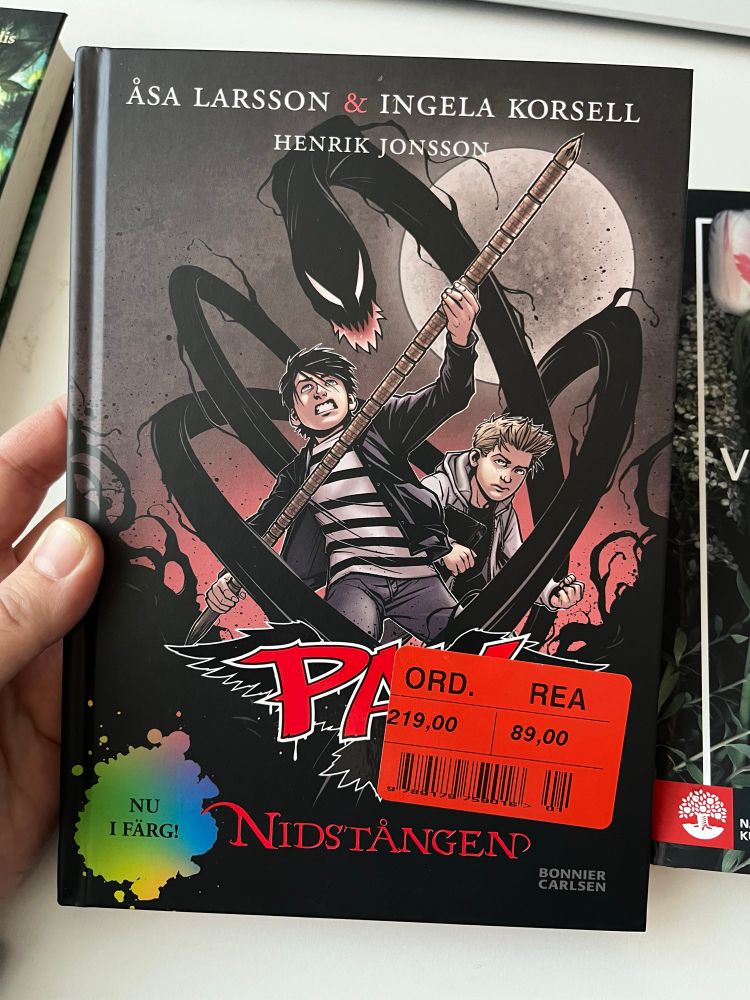 ÅSA LARSSON & INGELA KORSELL
HENRIK JONSSON
ORD. REA
219,00 89,00
NU
I FÄRG!
NIDSTÅNGEN
BONNIER
CARLSEN